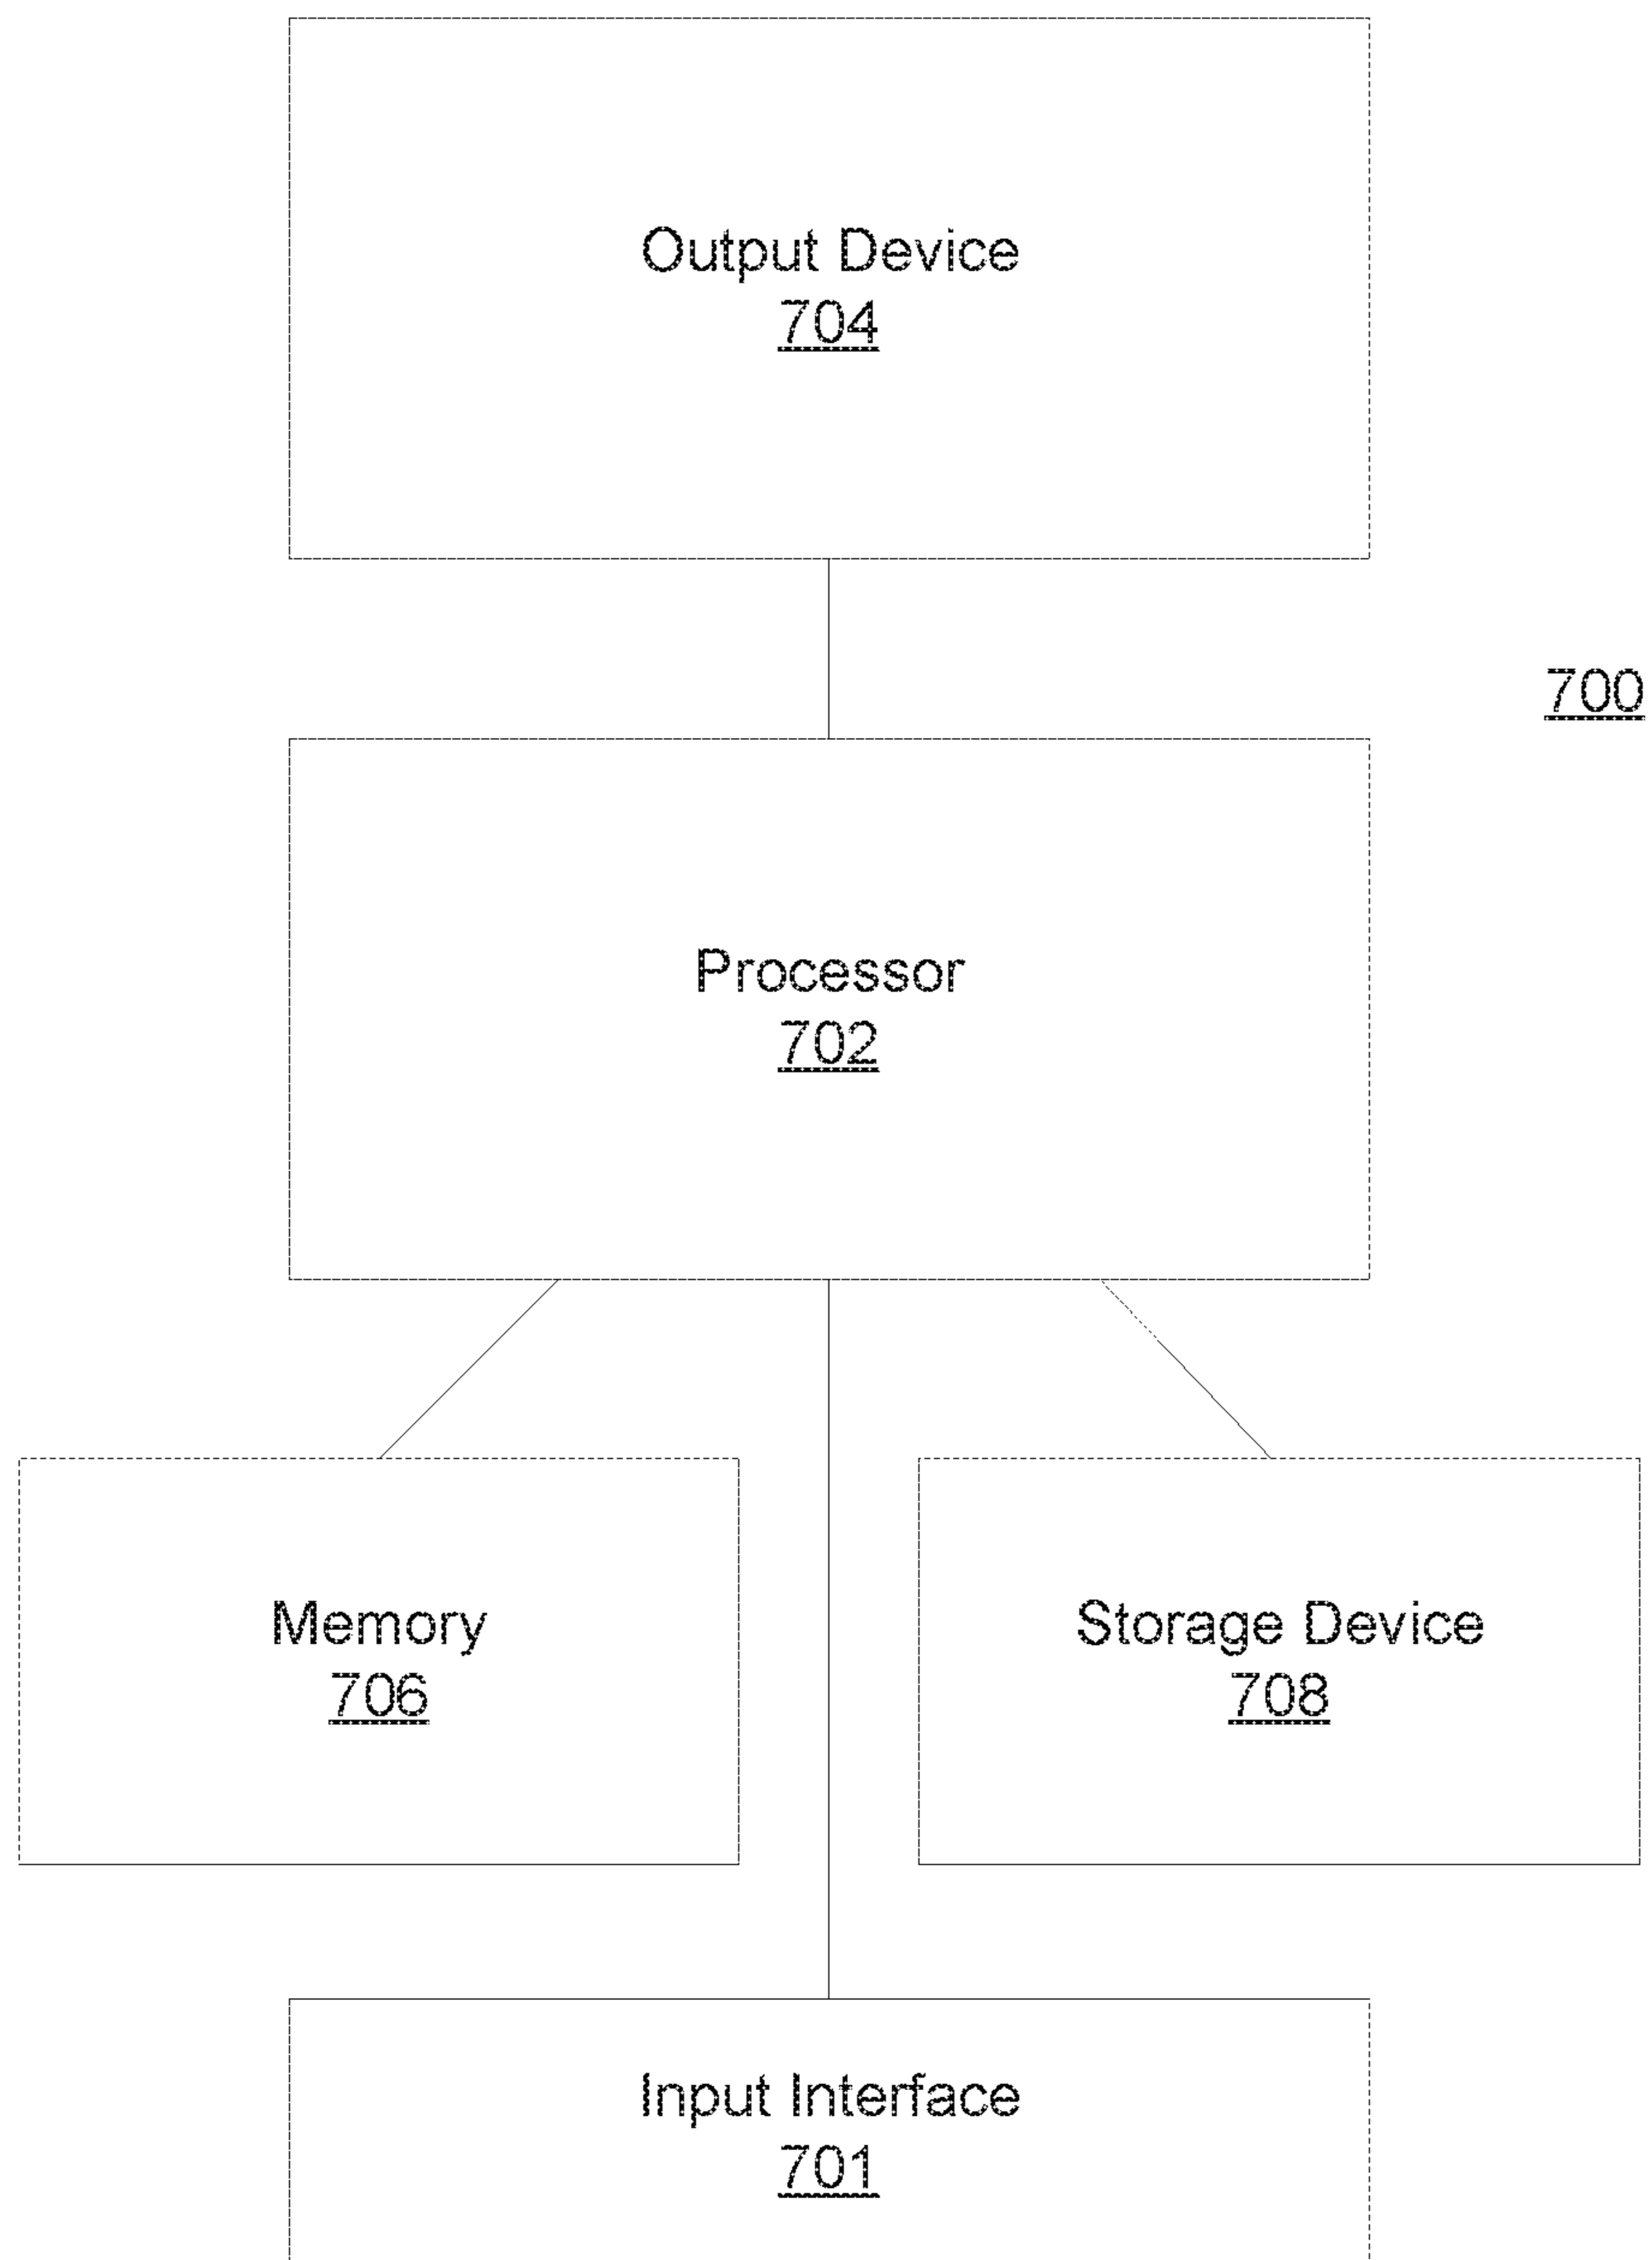 Output Device
704
700
Processor
702
Memory
706
Storage Device
708
Input Interface
701